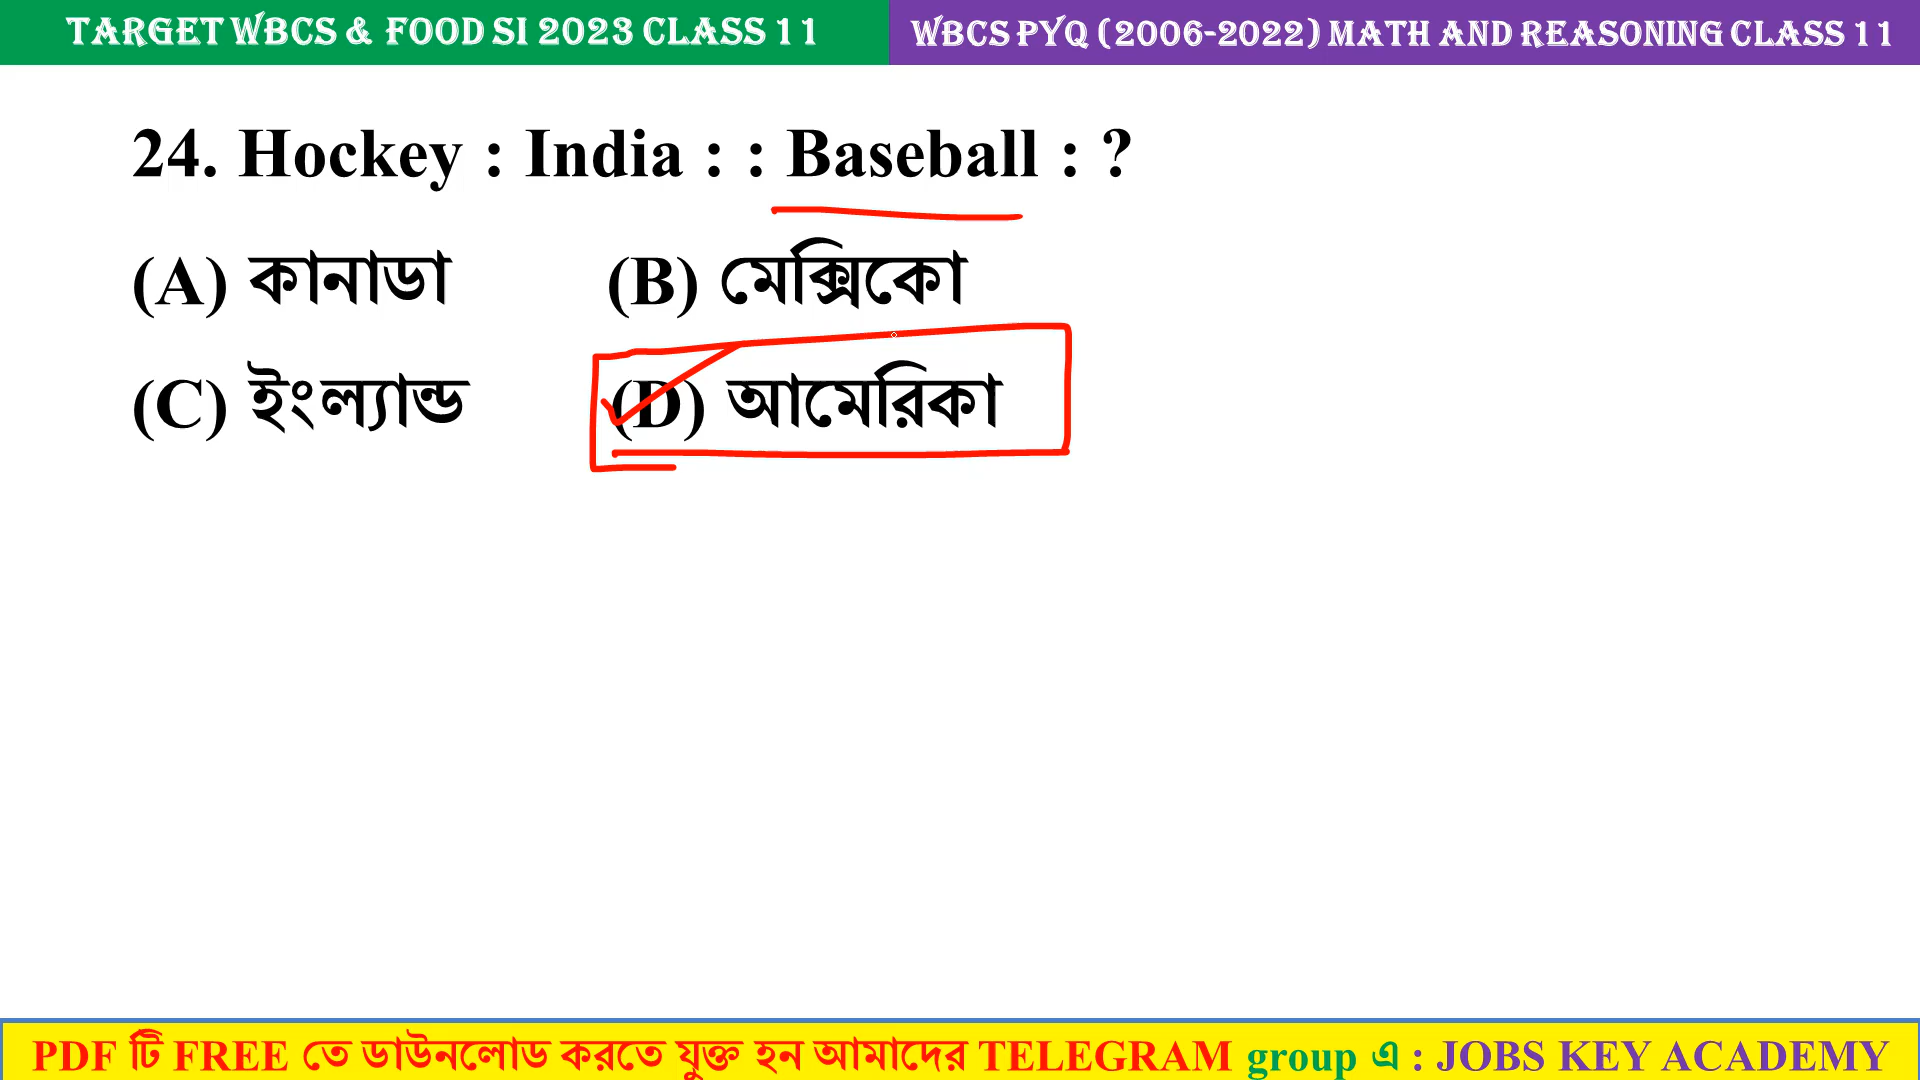 TARGET WBCS & FOOD SI 2023 CLASS 11
WBCS PYQ (2006-2022) MATH AND REASONING CLASS 11
24. Hockey : India : : Baseball : ?
(A) কানাডা (B) মেক্সিকো
(C) ইংল্যান্ড (D) আমেরিকা
PDF টি FREE তে ডাউনলোড করতে যুক্ত হন আমাদের TELEGRAM group এ : JOBS KEY ACADEMY